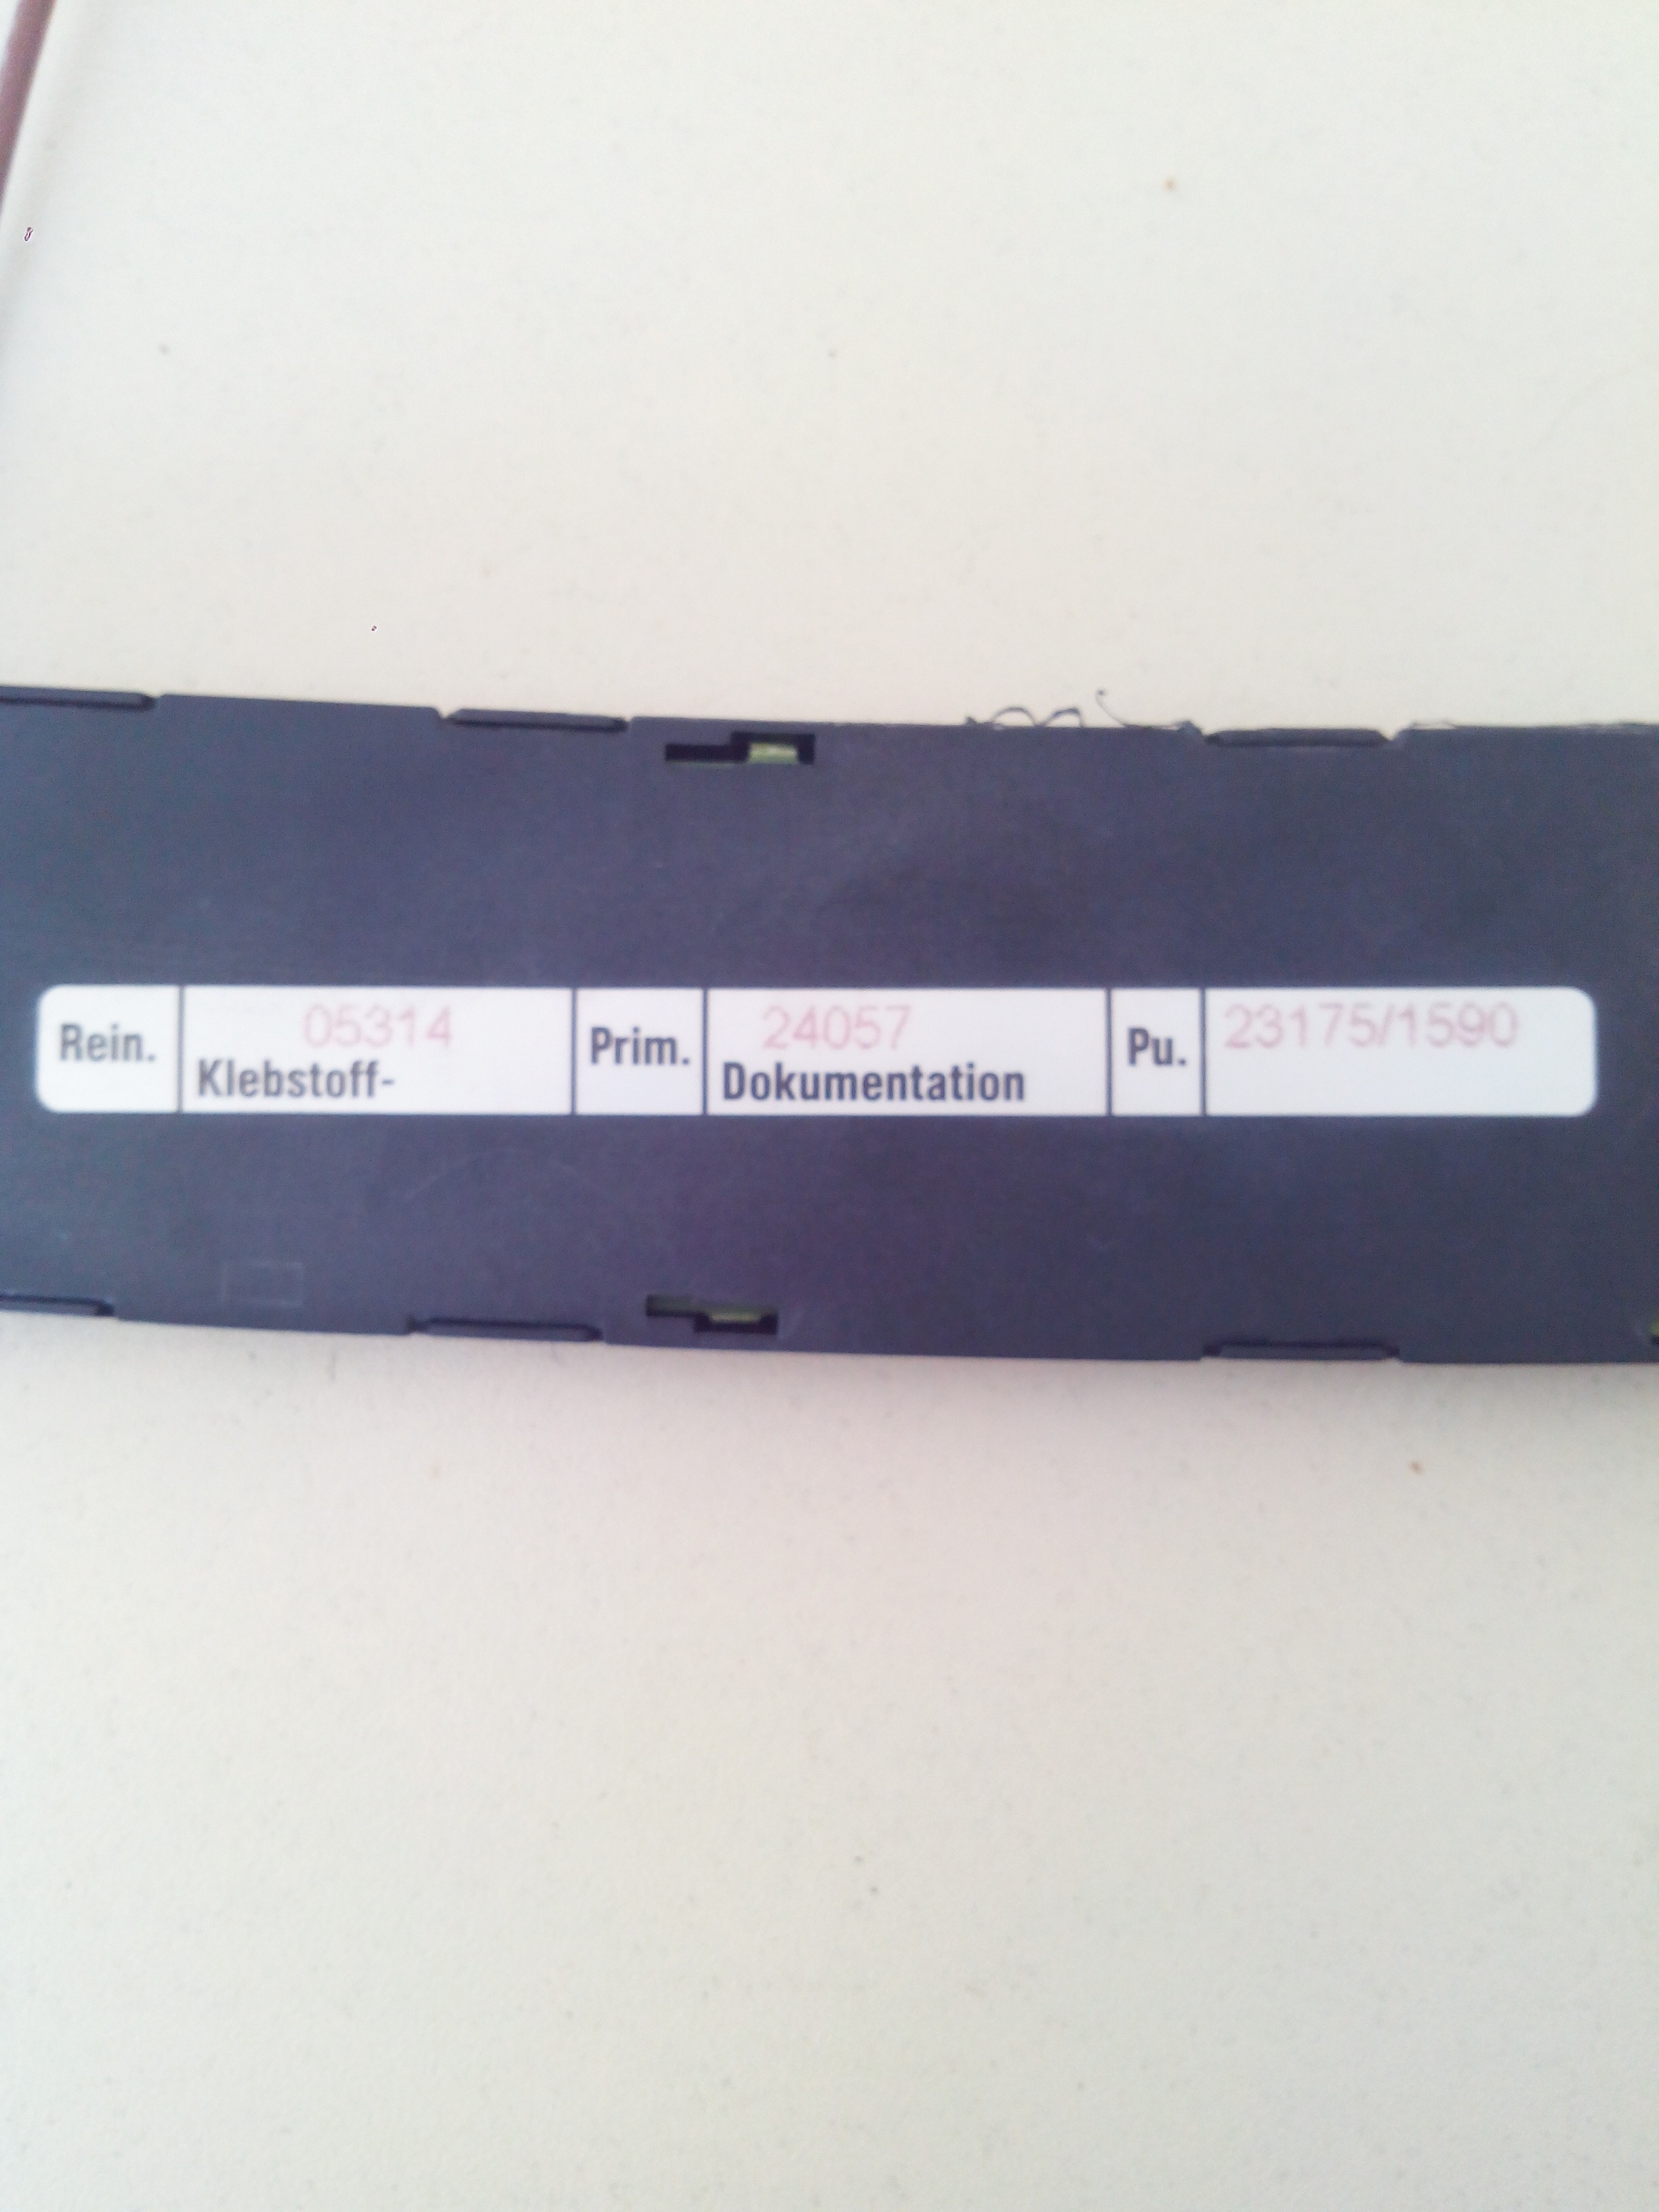 Rein. 05314 Prim. 24057 Pu. 23175/1590
Klebstoff- Dokumentation